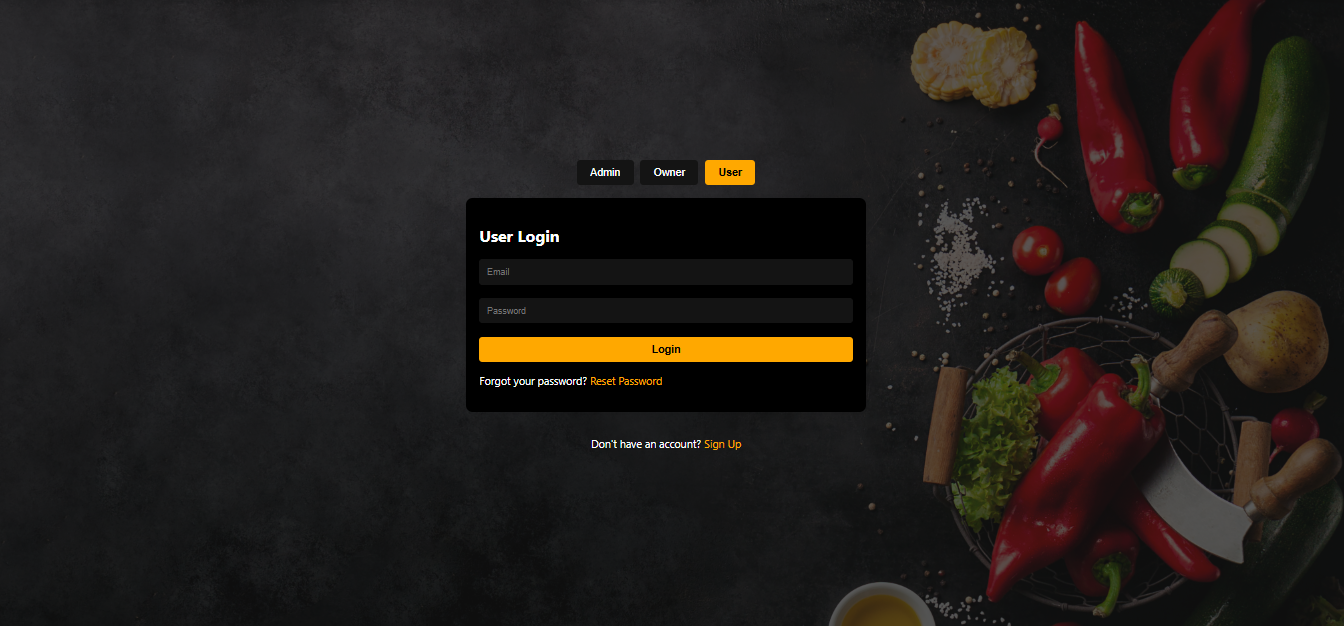 Admin Owner User
User Login
Email
Password
Login
Forgot your password? Reset Password
Don't have an account? Sign Up